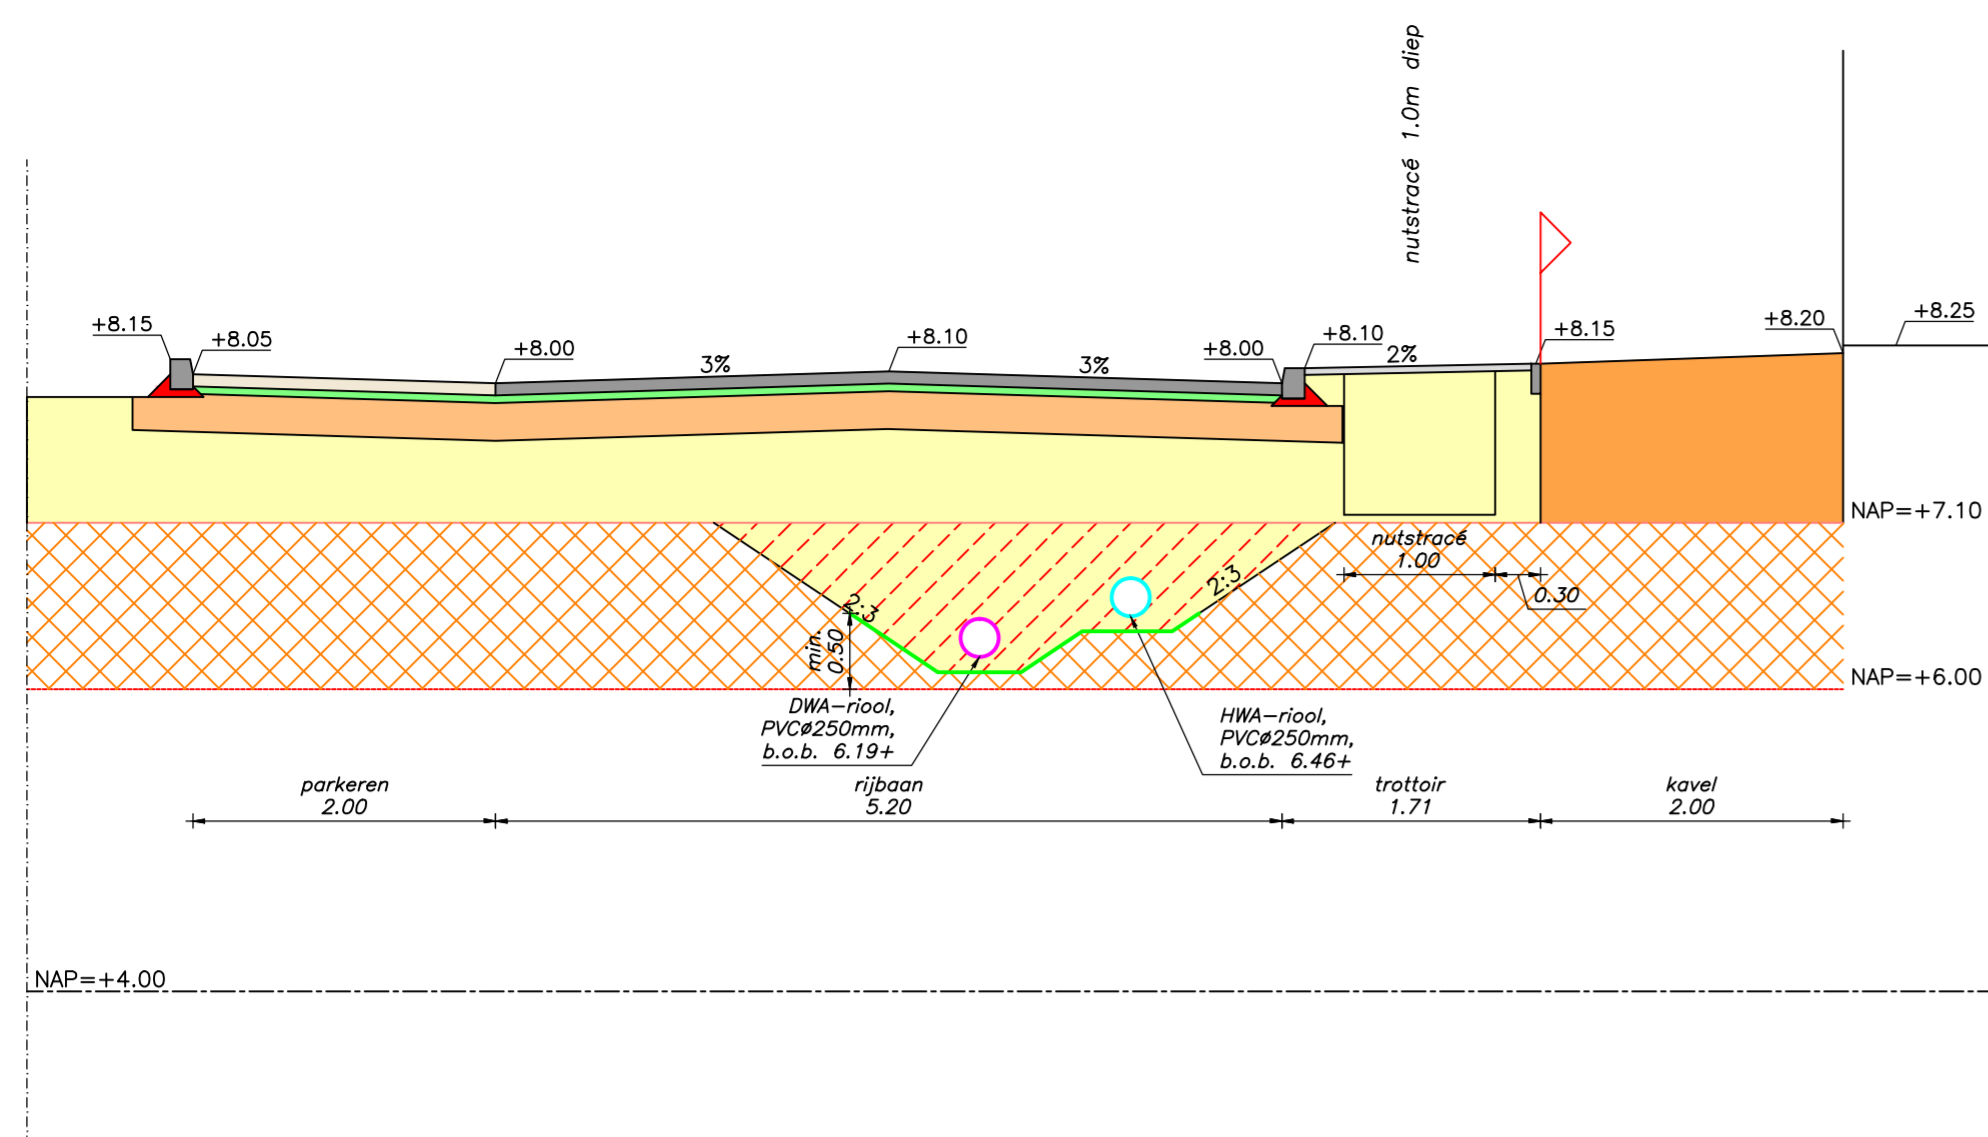 nutstracé 1.0m diep
+8.15
+8.05
+8.00
3%
+8.10
3%
+8.00
+8.10
2%
+8.15
+8.20
+8.25
NAP=+7.10
nutstracé
1.00
0.30
2:3
2:3
min.
0.50
NAP=+6.00
DWA-riool,
PVCø250mm,
b.o.b. 6.19+
HWA-riool,
PVCø250mm,
b.o.b. 6.46+
parkeren
2.00
rijbaan
5.20
trottoir
1.71
kavel
2.00
NAP=+4.00